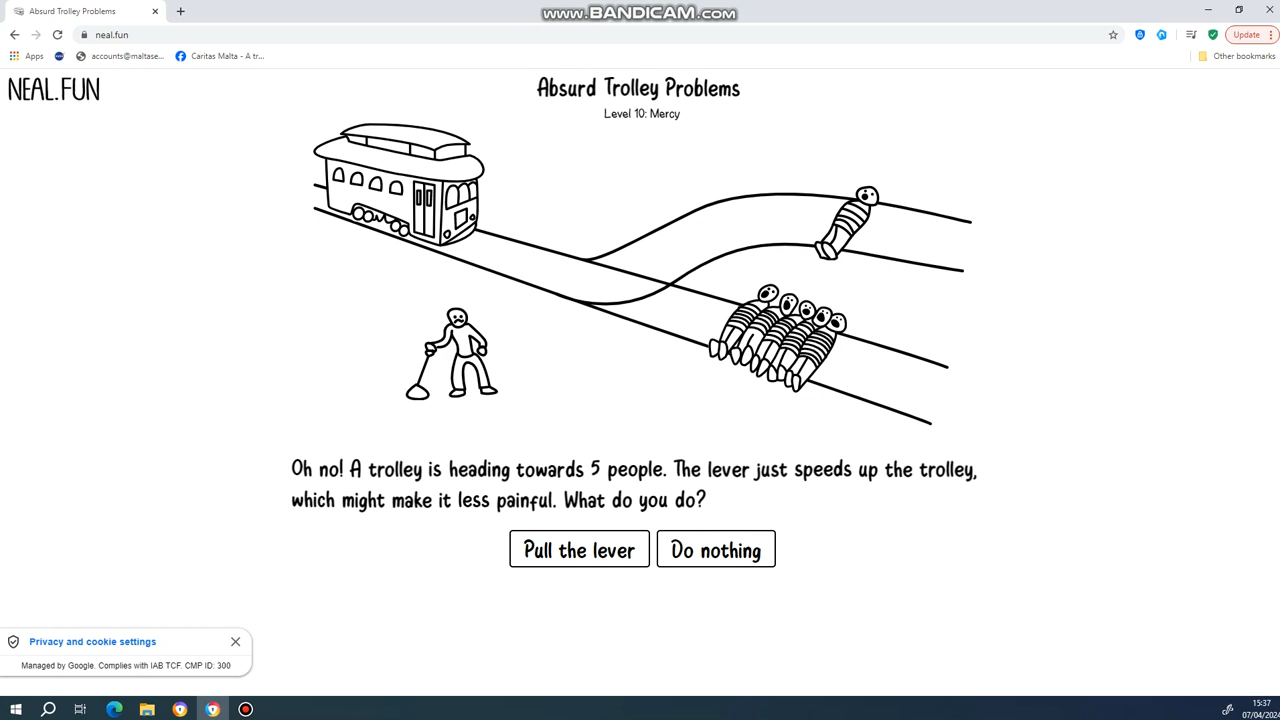 Absurd Trolley Problems
www.BANDICAM.com
neal.fun
Update
Apps
accounts@maltase...
Caritas Malta - A tr...
Other bookmarks
NEAL.FUN
Absurd Trolley Problems
Level 10: Mercy
Oh no! A trolley is heading towards 5 people. The lever just speeds up the trolley,
which might make it less painful. What do you do?
Pull the lever
Do nothing
Privacy and cookie settings
Managed by Google. Complies with IAB TCF. CMP ID: 300
15:37